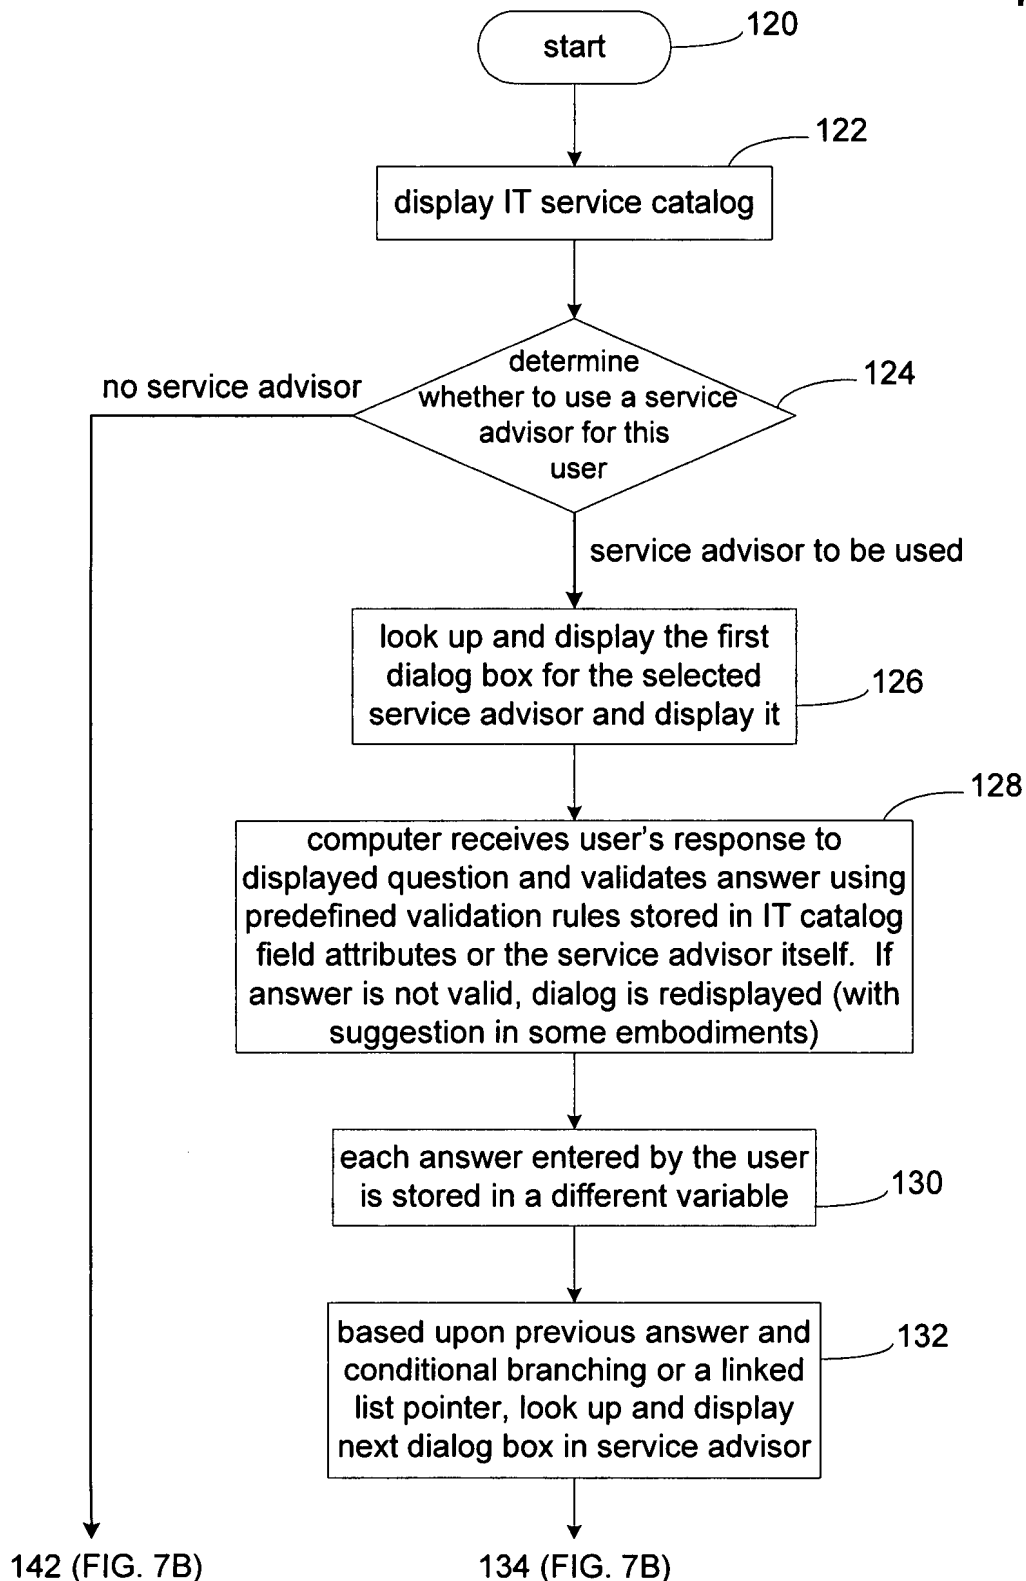 start
120
122
display IT service catalog
determine
whether to use a service
advisor for this
user
124
no service advisor
service advisor to be used
look up and display the first
dialog box for the selected
service advisor and display it
126
128
computer receives user's response to
displayed question and validates answer using
predefined validation rules stored in IT catalog
field attributes or the service advisor itself.  If
answer is not valid, dialog is redisplayed (with
suggestion in some embodiments)
each answer entered by the user
is stored in a different variable
130
based upon previous answer and
conditional branching or a linked
list pointer, look up and display
next dialog box in service advisor
132
142 (FIG. 7B)
134 (FIG. 7B)